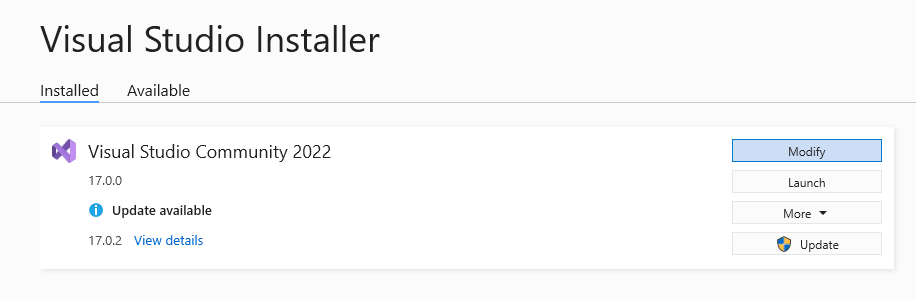 Visual Studio Installer
Installed Available
Visual Studio Community 2022
Modify
17.0.0
Launch
Update available
More
17.0.2 View details
Update